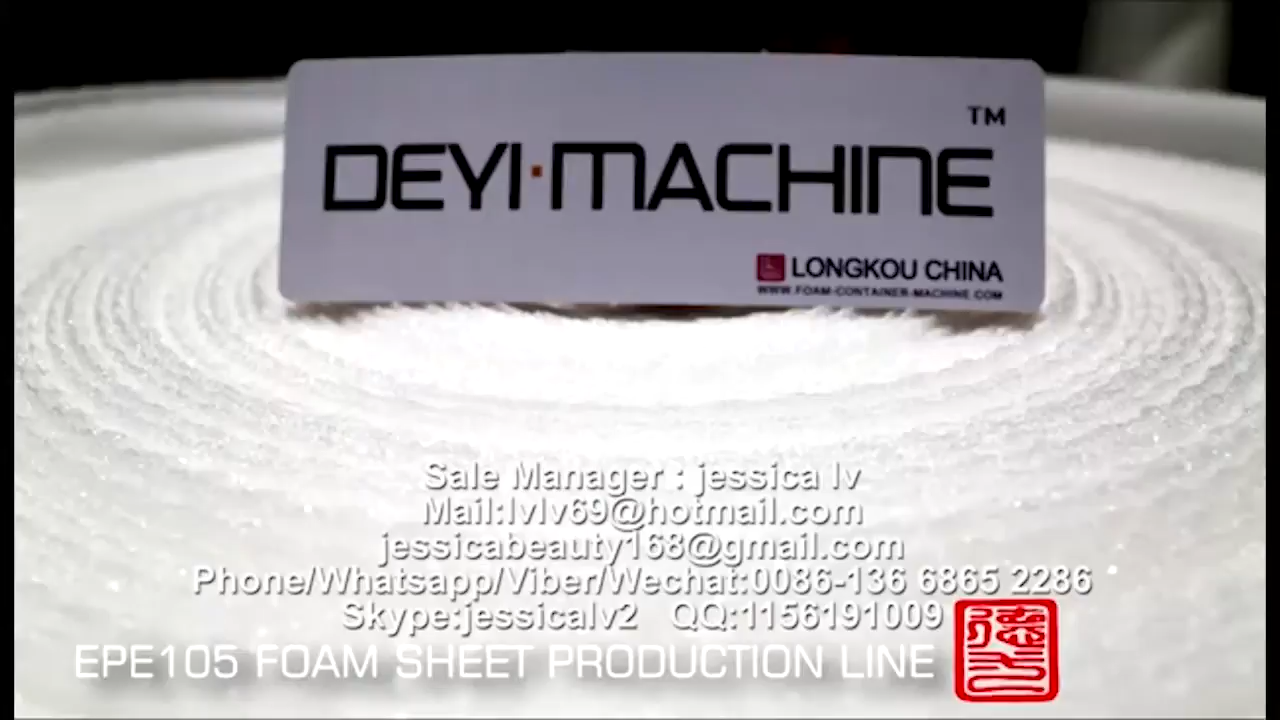 TM
DEYI·MACHINE
LONGKOU CHINA
WWW.FOAM-CONTAINER-MACHINE.COM
Sale Manager : jessica lv
Mail:lvlv69@hotmail.com
jessicabeauty168@gmail.com
Phone/Whatsapp/Viber/Wechat:0086-136 6865 2286
Skype:jessicalv2 QQ:1156191009
EPE105 FOAM SHEET PRODUCTION LINE